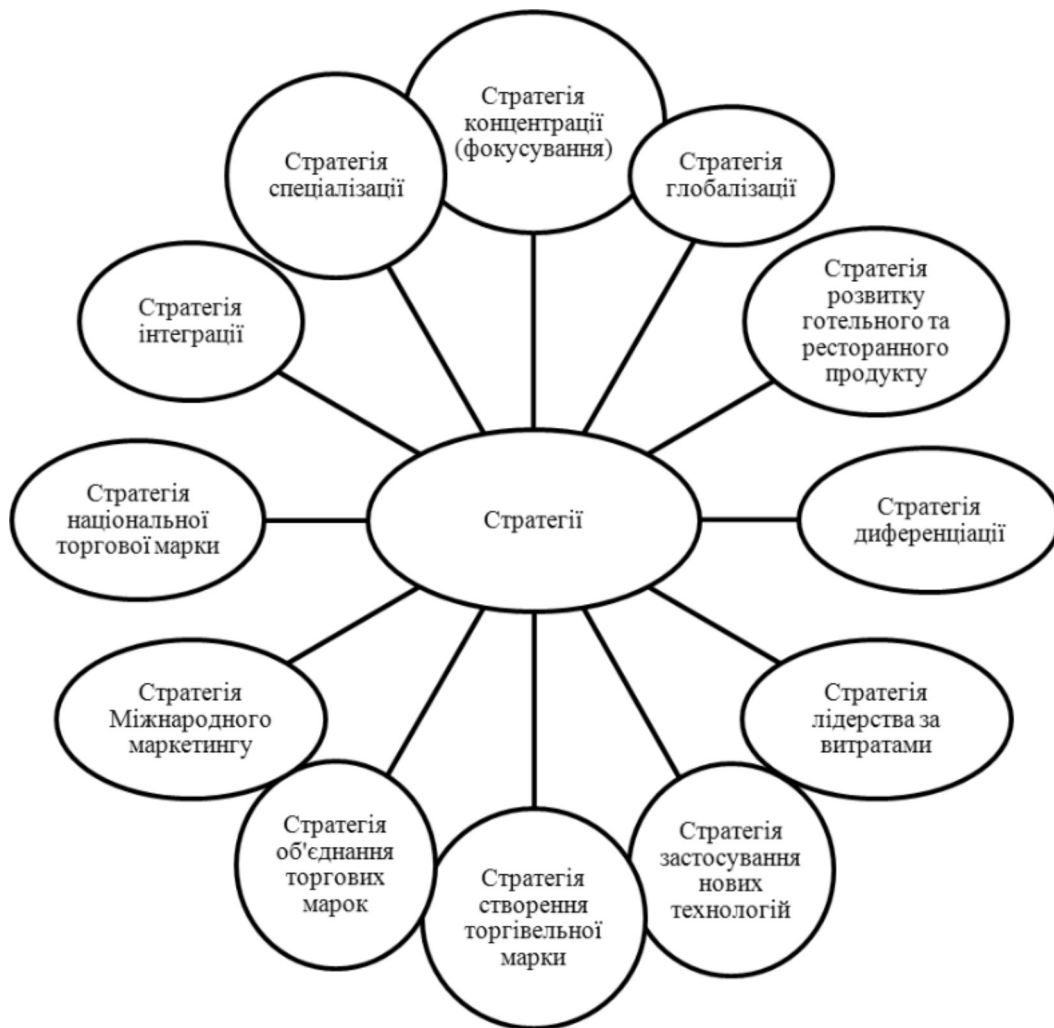 Стратегія
концентрації
(фокусування)
Стратегія
глобалізації
Стратегія
розвитку
готельного та
ресторанного
продукту
Стратегія
диференціації
Стратегія
лідерства за
витратами
Стратегія
застосування
нових
технологій
Стратегія
створення
торгівельної
марки
Стратегія
об'єднання
торгових
марок
Стратегія
Міжнародного
маркетингу
Стратегія
національної
торгової марки
Стратегія
інтеграції
Стратегія
спеціалізації
Стратегії